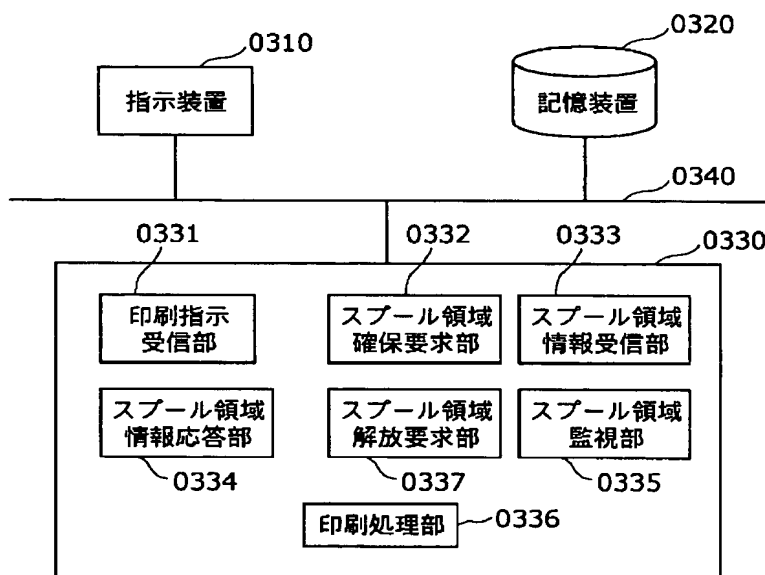 0310
0320
指示装置
記憶装置
0340
0331
0332
0333
0330
印刷指示
受信部
スプール領域
確保要求部
スプール領域
情報受信部
スプール領域
情報応答部
スプール領域
解放要求部
スプール領域
監視部
0334
0337
0335
印刷処理部
0336